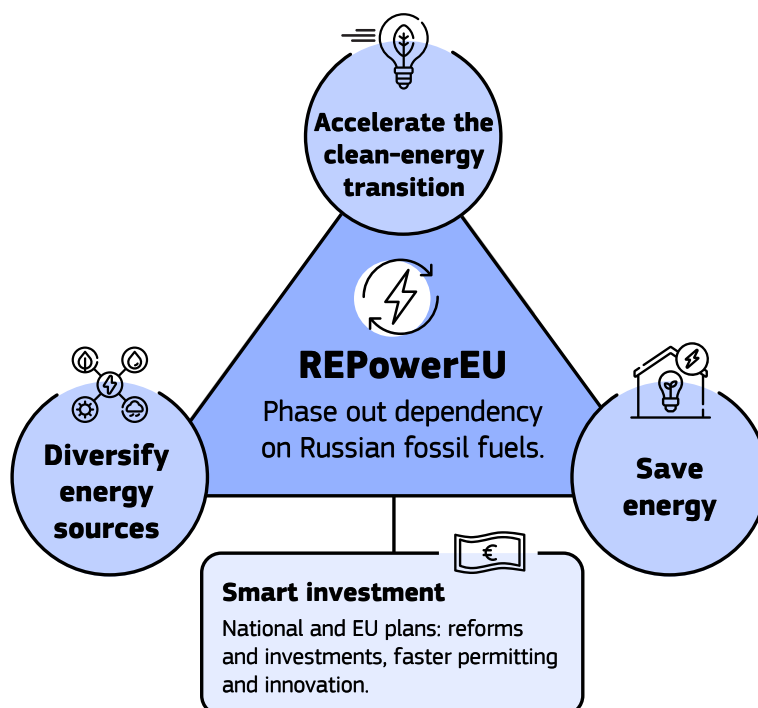 Accelerate the
clean-energy
transition
REPowerEU
Phase out dependency
on Russian fossil fuels.
Diversify
energy
sources
Save
energy
€
Smart investment
National and EU plans: reforms
and investments, faster permitting
and innovation.